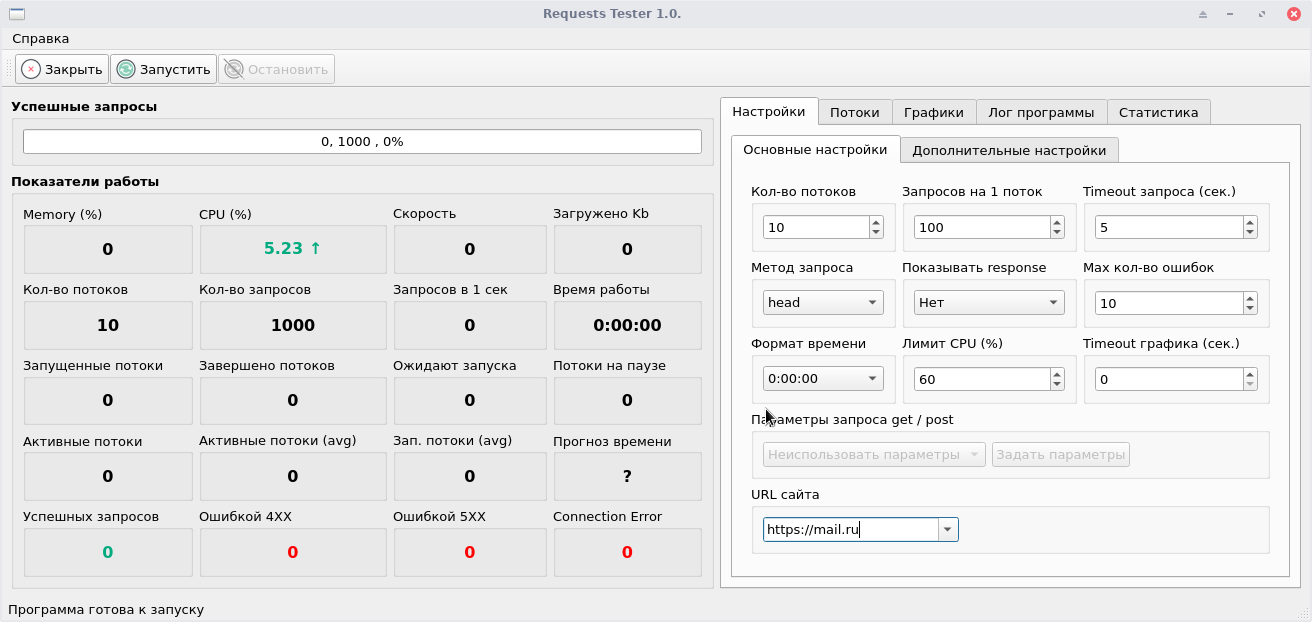 Requests Tester 1.0.
Справка
Закрыть Запустить Остановить
Успешные запросы
0, 1000 , 0%
Показатели работы
Memory (%) CPU (%) Скорость Загружено Kb
0 5.23 ↑ 0 0
Кол-во потоков Кол-во запросов Запросов в 1 сек Время работы
10 1000 0 0:00:00
Запущенные потоки Завершено потоков Ожидают запуска Потоки на паузе
0 0 0 0
Активные потоки Активные потоки (avg) Зап. потоки (avg) Прогноз времени
0 0 0 ?
Успешных запросов Ошибкой 4XX Ошибкой 5XX Connection Error
0 0 0 0
Настройки Потоки Графики Лог программы Статистика
Основные настройки Дополнительные настройки
Кол-во потоков Запросов на 1 поток Timeout запроса (сек.)
10 100 5
Метод запроса Показывать response Мах кол-во ошибок
head Нет 10
Формат времени Лимит CPU (%) Timeout графика (сек.)
0:00:00 60 0
Параметры запроса get / post
Неиспользовать параметры Задать параметры
URL сайта
https://mail.ru
Программа готова к запуску